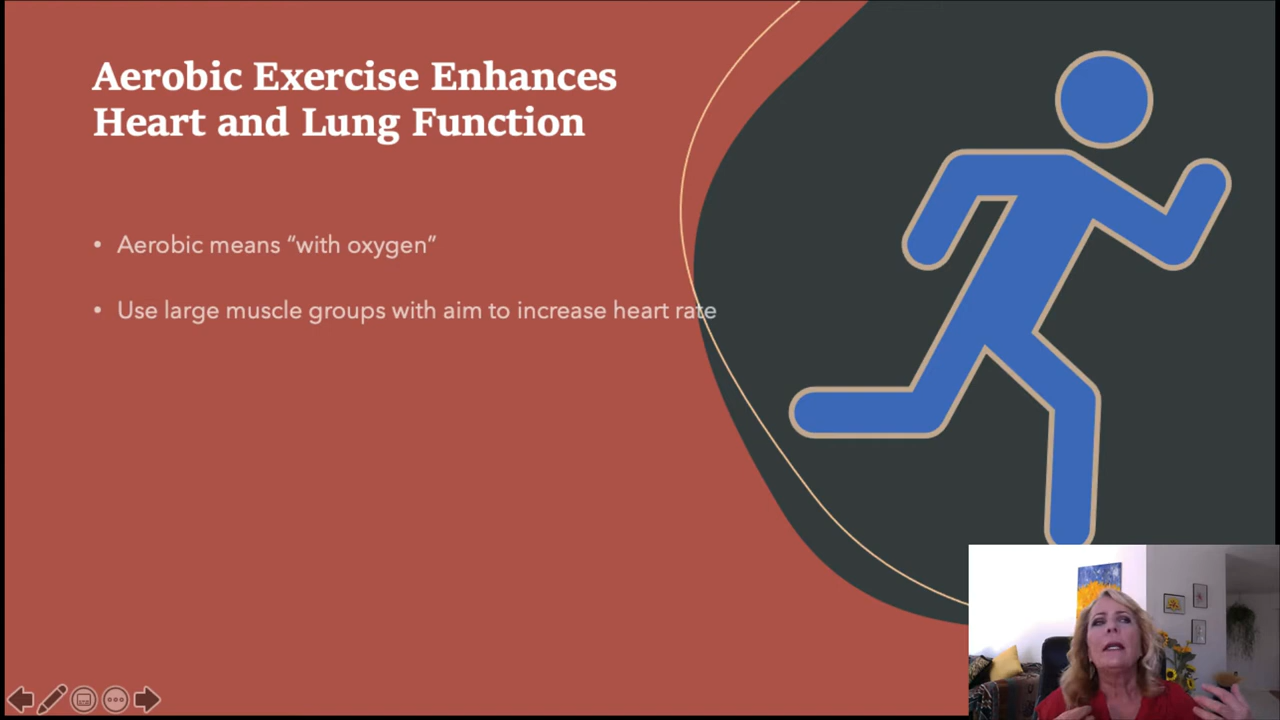 Aerobic Exercise Enhances
Heart and Lung Function
• Aerobic means “with oxygen”
• Use large muscle groups with aim to increase heart rate